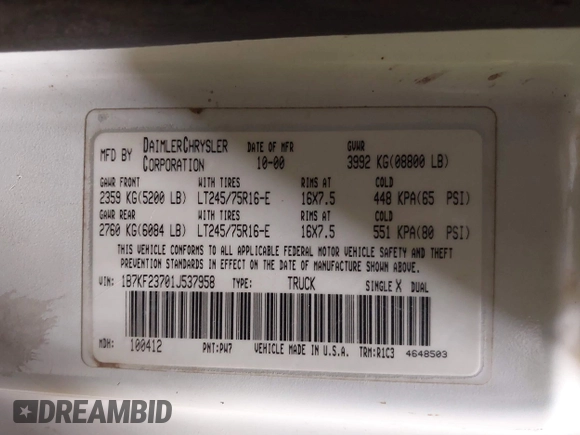 MFD BY DAIMLERCHRYSLER CORPORATION DATE OF MFR 10-00 GVWR 3992 KG(08800 LB)
GAWR FRONT WITH TIRES RIMS AT COLD
2359 KG(5200 LB) LT245/75R16-E 16X7.5 448 KPA(65 PSI)
GAWR REAR WITH TIRES RIMS AT COLD
2760 KG(6084 LB) LT245/75R16-E 16X7.5 551 KPA(80 PSI)
THIS VEHICLE CONFORMS TO ALL APPLICABLE FEDERAL MOTOR VEHICLE SAFETY AND THEFT
PREVENTION STANDARDS IN EFFECT ON THE DATE OF MANUFACTURE SHOWN ABOVE.
VIN: 1B7KF23701J537958 TYPE: TRUCK SINGLE X DUAL
MDH: 100412 PNT:PW7 VEHICLE MADE IN U.S.A. TRM:R1C3 4648503
DREAMBID